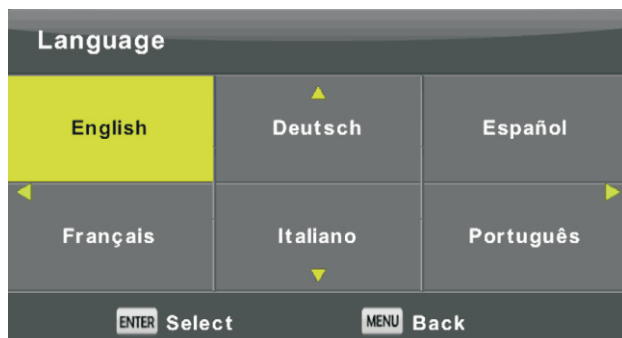 Language
English Deutsch Español
Français Italiano Português
ENTER Select MENU Back